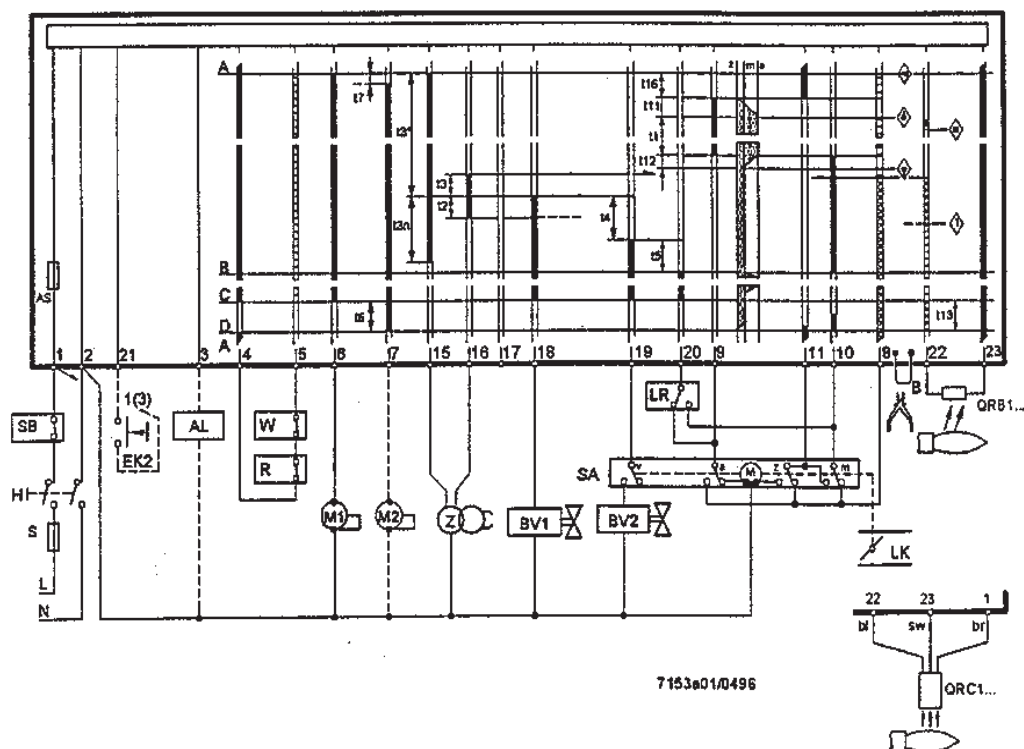 A
z m a
t7
t16
t11
t1
t12
t3*
t3
t2
t3n
t4
t5
B
C
t6
t13
D
A
AS
1 2 21 3 4 5 6 7 15 16 17 18 19 20 9 11 10 8 22 23
B
QRB1...
SB
1(3)
EK2
AL
W
R
LR
H
S
L
N
M1
M2
Z
BV1
BV2
SA
v a M z m
LK
22 23 1
bl sw br
QRC1...
7153a01/0496